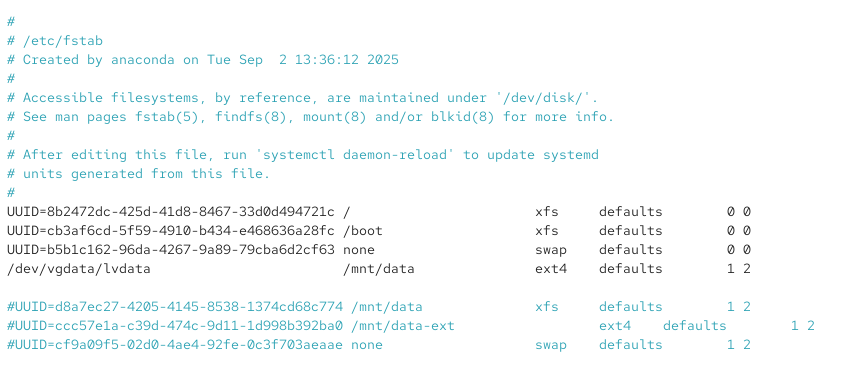 #
# /etc/fstab
# Created by anaconda on Tue Sep  2 13:36:12 2025
#
# Accessible filesystems, by reference, are maintained under '/dev/disk/'.
# See man pages fstab(5), findfs(8), mount(8) and/or blkid(8) for more info.
#
# After editing this file, run 'systemctl daemon-reload' to update systemd
# units generated from this file.
#
UUID=8b2472dc-425d-41d8-8467-33d0d494721c /                       xfs     defaults        0 0
UUID=cb3af6cd-5f59-4910-b434-e468636a28fc /boot                   xfs     defaults        0 0
UUID=b5b1c162-96da-4267-9a89-79cba6d2cf63 none                    swap    defaults        0 0
/dev/vgdata/lvdata                        /mnt/data               ext4    defaults        1 2

#UUID=d8a7ec27-4205-4145-8538-1374cd68c774 /mnt/data              xfs     defaults        1 2
#UUID=ccc57e1a-c39d-474c-9d11-1d998b392ba0 /mnt/data-ext                  ext4    defaults        1 2
#UUID=cf9a09f5-02d0-4ae4-92fe-0c3f703aeaae none                   swap    defaults        1 2